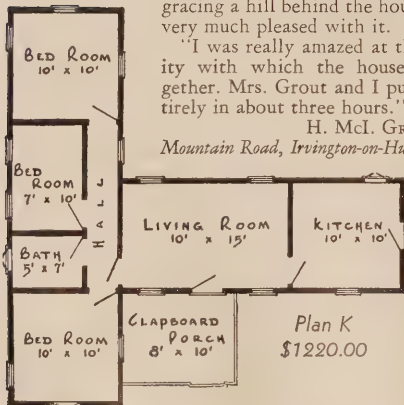 gracing a hill behind the hou
very much pleased with it.
"I was really amazed at th
ity with which the house
gether. Mrs. Grout and I pu
tirely in about three hours."
H. McI. Gr
Mountain Road, Irvington-on-Hu
BED ROOM
10' x 10'
BED
ROOM
7' x 10'
HALL
BATH
5' x 7'
BED ROOM
10' x 10'
LIVING ROOM
10' x 15'
KITCHEN
10' x 10'
CLAPBOARD
PORCH
8' x 10'
Plan K
$1220.00